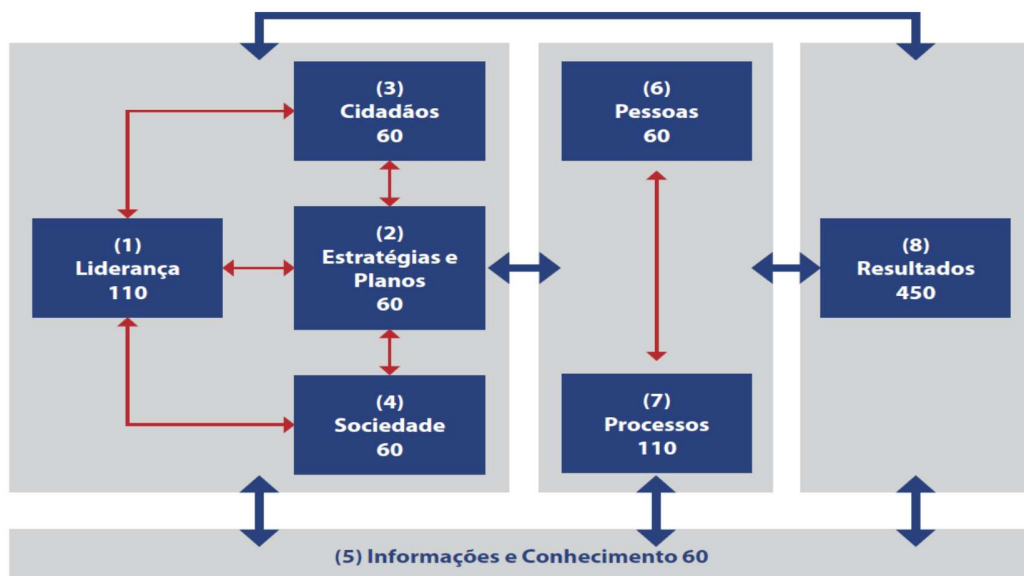 (3)
Cidadãos
60
(6)
Pessoas
60
(1)
Liderança
110
(2)
Estratégias e
Planos
60
(8)
Resultados
450
(4)
Sociedade
60
(7)
Processos
110
(5) Informações e Conhecimento 60